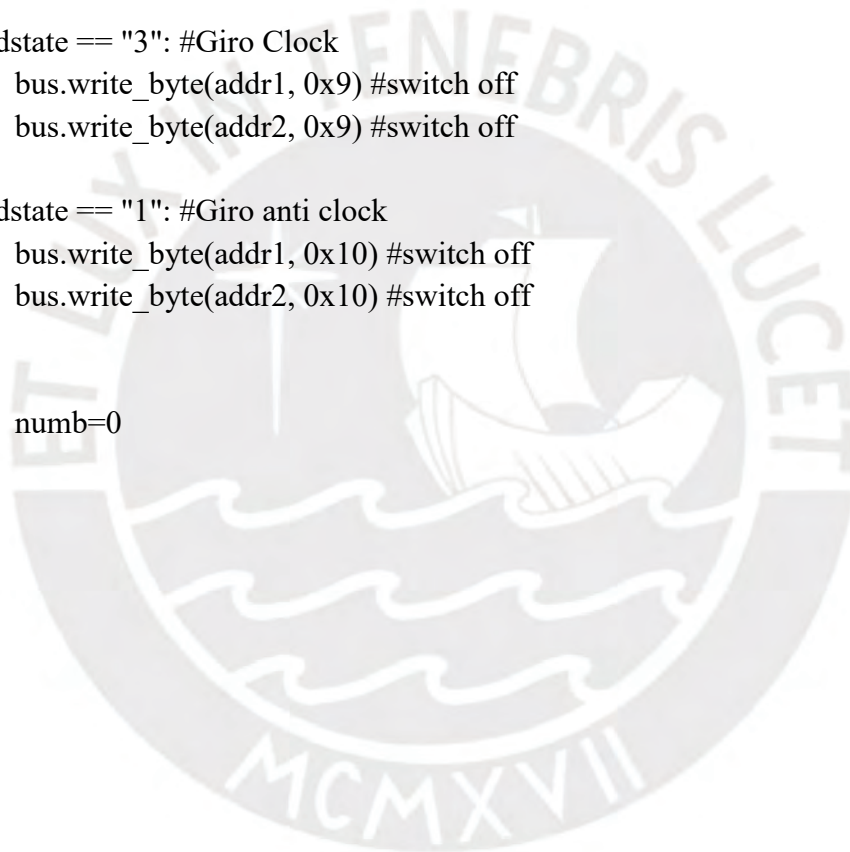 dstate == "3": #Giro Clock
bus.write_byte(addr1, 0x9) #switch off
bus.write_byte(addr2, 0x9) #switch off
dstate == "1": #Giro anti clock
bus.write_byte(addr1, 0x10) #switch off
bus.write_byte(addr2, 0x10) #switch off
numb=0
ET LUX IN TENEBRIS LUCET
MCMXVII